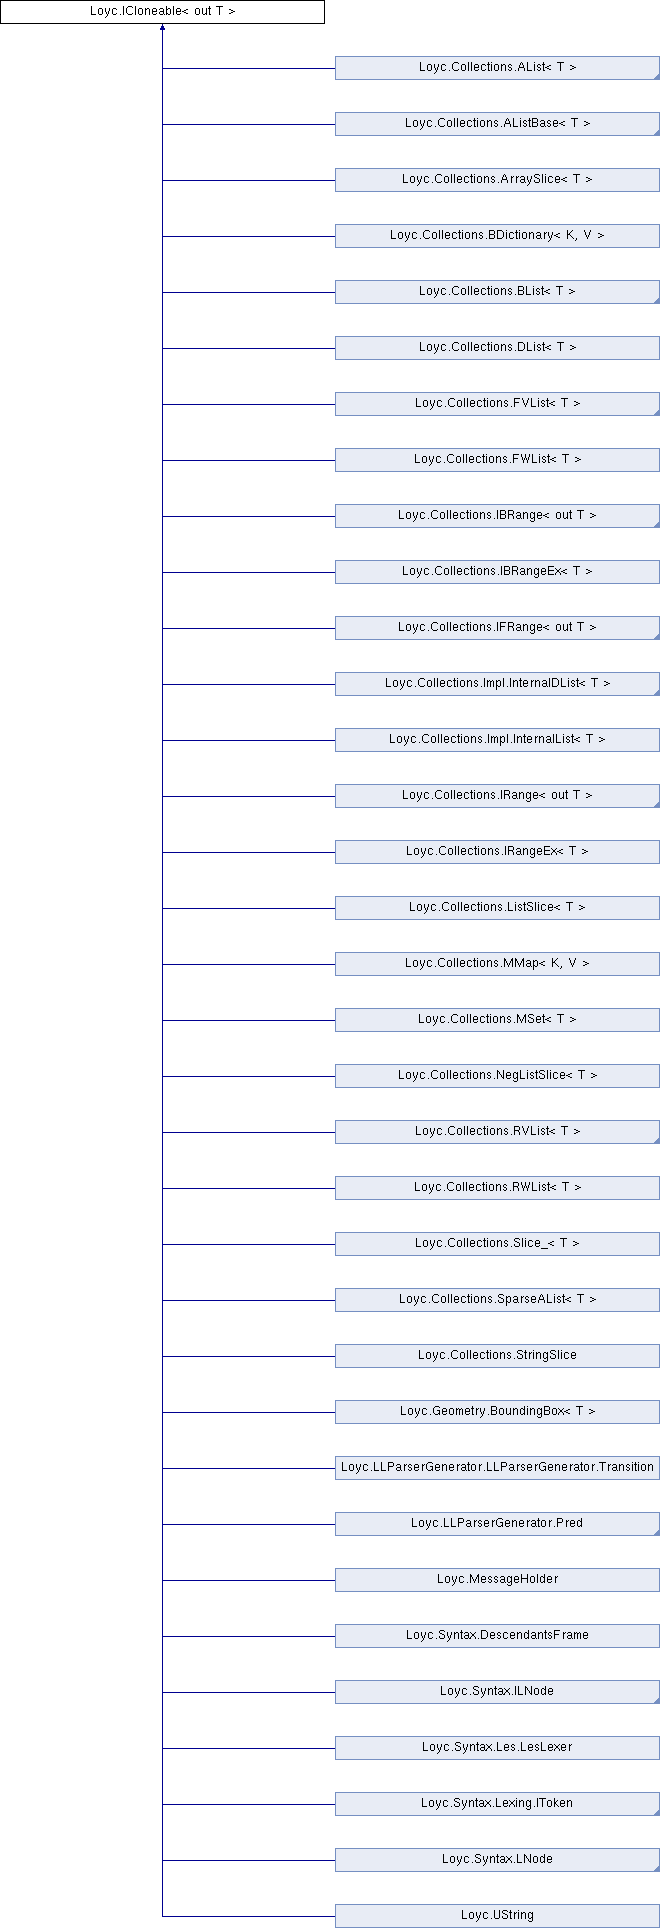 Loyc.ICloneable< out T >
Loyc.Collections.AList< T >
Loyc.Collections.AListBase< T >
Loyc.Collections.ArraySlice< T >
Loyc.Collections.BDictionary< K, V >
Loyc.Collections.BList< T >
Loyc.Collections.DList< T >
Loyc.Collections.FVList< T >
Loyc.Collections.FWList< T >
Loyc.Collections.IBRange< out T >
Loyc.Collections.IBRangeEx< T >
Loyc.Collections.IFRange< out T >
Loyc.Collections.Impl.InternalDList< T >
Loyc.Collections.Impl.InternalList< T >
Loyc.Collections.IRange< out T >
Loyc.Collections.IRangeEx< T >
Loyc.Collections.ListSlice< T >
Loyc.Collections.MMap< K, V >
Loyc.Collections.MSet< T >
Loyc.Collections.NegListSlice< T >
Loyc.Collections.RVList< T >
Loyc.Collections.RWList< T >
Loyc.Collections.Slice_< T >
Loyc.Collections.SparseAList< T >
Loyc.Collections.StringSlice
Loyc.Geometry.BoundingBox< T >
Loyc.LLParserGenerator.LLParserGenerator.Transition
Loyc.LLParserGenerator.Pred
Loyc.MessageHolder
Loyc.Syntax.DescendantsFrame
Loyc.Syntax.ILNode
Loyc.Syntax.Les.LesLexer
Loyc.Syntax.Lexing.IToken
Loyc.Syntax.LNode
Loyc.UString